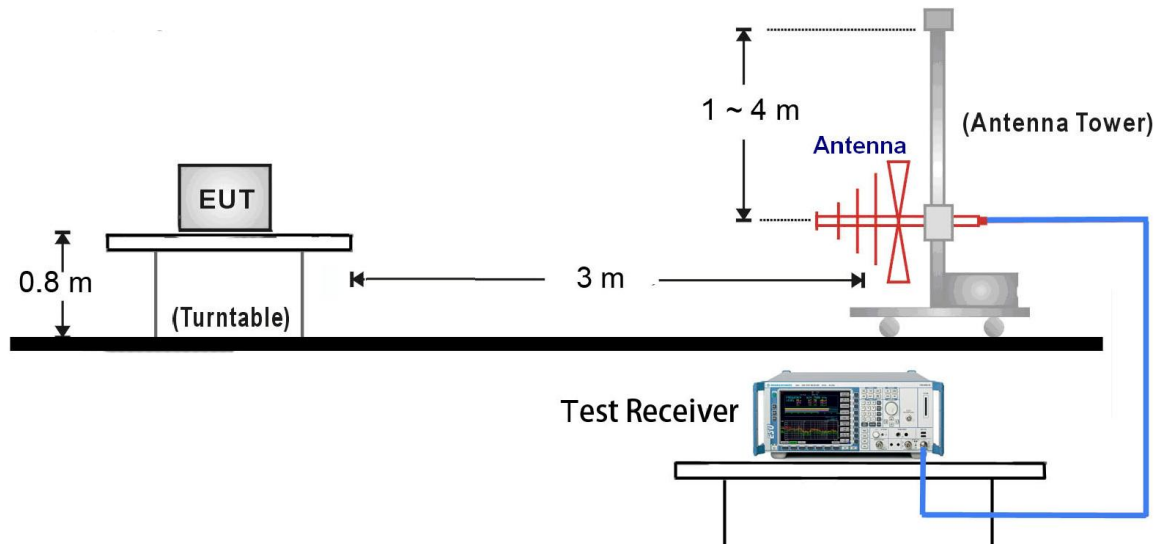 1 ~ 4 m
(Antenna Tower)
Antenna
EUT
0.8 m
3 m
(Turntable)
Test Receiver